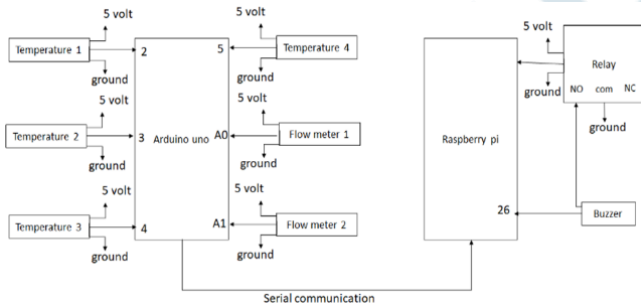 5 volt
Temperature 1
2
ground
5 volt
Temperature 2
3
ground
5 volt
Temperature 3
4
ground
Arduino uno
5
A0
A1
5 volt
Temperature 4
ground
5 volt
Flow meter 1
ground
5 volt
Flow meter 2
ground
Serial communication
Raspberry pi
26
5 volt
Relay
ground
NO com NC
ground
Buzzer